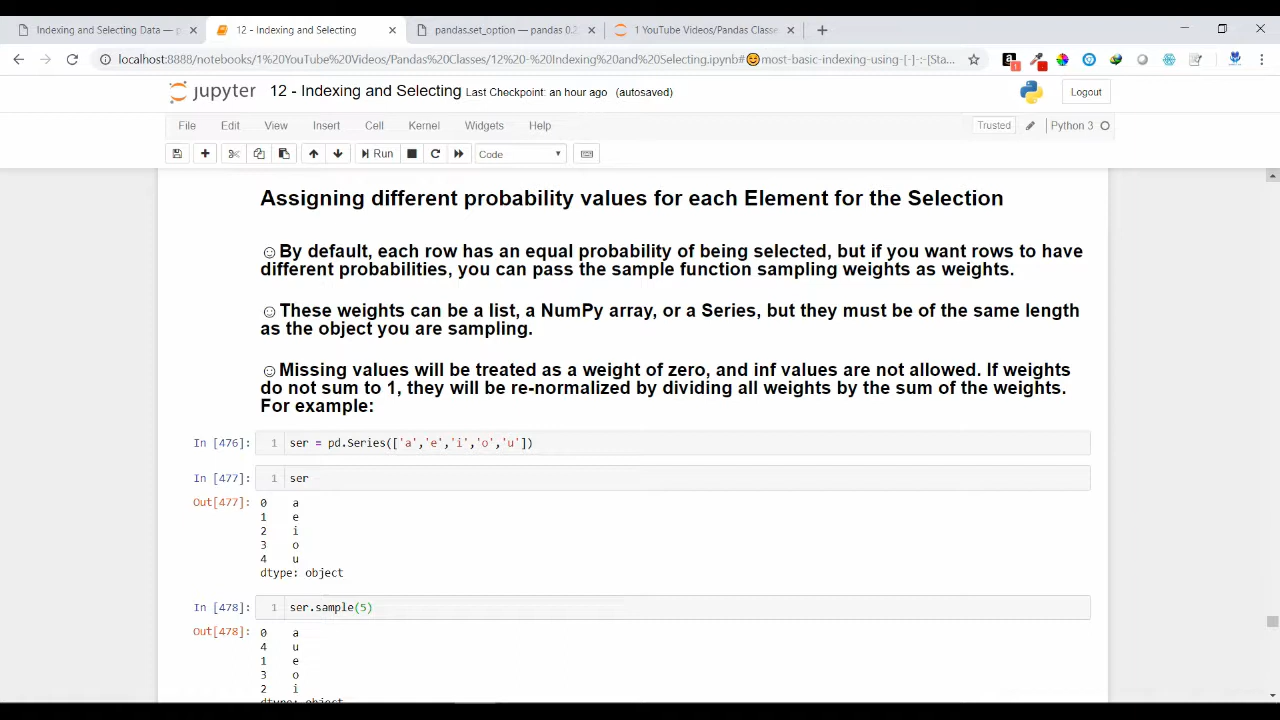 Indexing and Selecting Data — p
12 - Indexing and Selecting
pandas.set_option — pandas 0.2
1 YouTube Videos/Pandas Classe
localhost:8888/notebooks/1%20YouTube%20Videos/Pandas%20Classes/12%20-%20Indexing%20and%20Selecting.ipynb#😊most-basic-indexing-using-[-]-:-[Sta...
jupyter 12 - Indexing and Selecting Last Checkpoint: an hour ago (autosaved)
Logout
File Edit View Insert Cell Kernel Widgets Help
Trusted Python 3
Run Code
Assigning different probability values for each Element for the Selection
☺By default, each row has an equal probability of being selected, but if you want rows to have
different probabilities, you can pass the sample function sampling weights as weights.
☺These weights can be a list, a NumPy array, or a Series, but they must be of the same length
as the object you are sampling.
☺Missing values will be treated as a weight of zero, and inf values are not allowed. If weights
do not sum to 1, they will be re-normalized by dividing all weights by the sum of the weights.
For example:
In [476]: 1 ser = pd.Series(['a','e','i','o','u'])
In [477]: 1 ser
Out[477]: 0 a
1 e
2 i
3 o
4 u
dtype: object
In [478]: 1 ser.sample(5)
Out[478]: 0 a
4 u
1 e
3 o
2 i
dtype: object